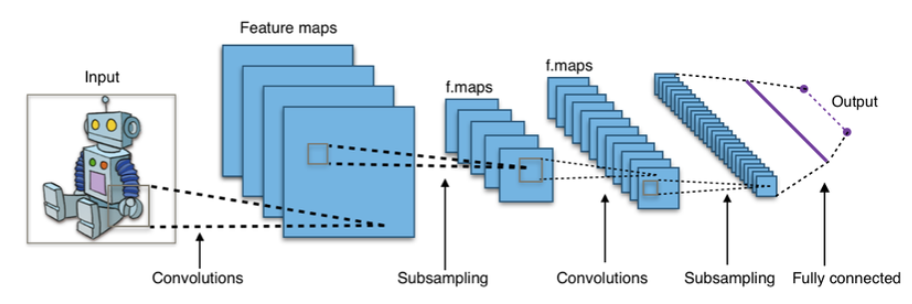 Feature maps
Input
f.maps
f.maps
Output
Convolutions
Subsampling
Convolutions
Subsampling
Fully connected